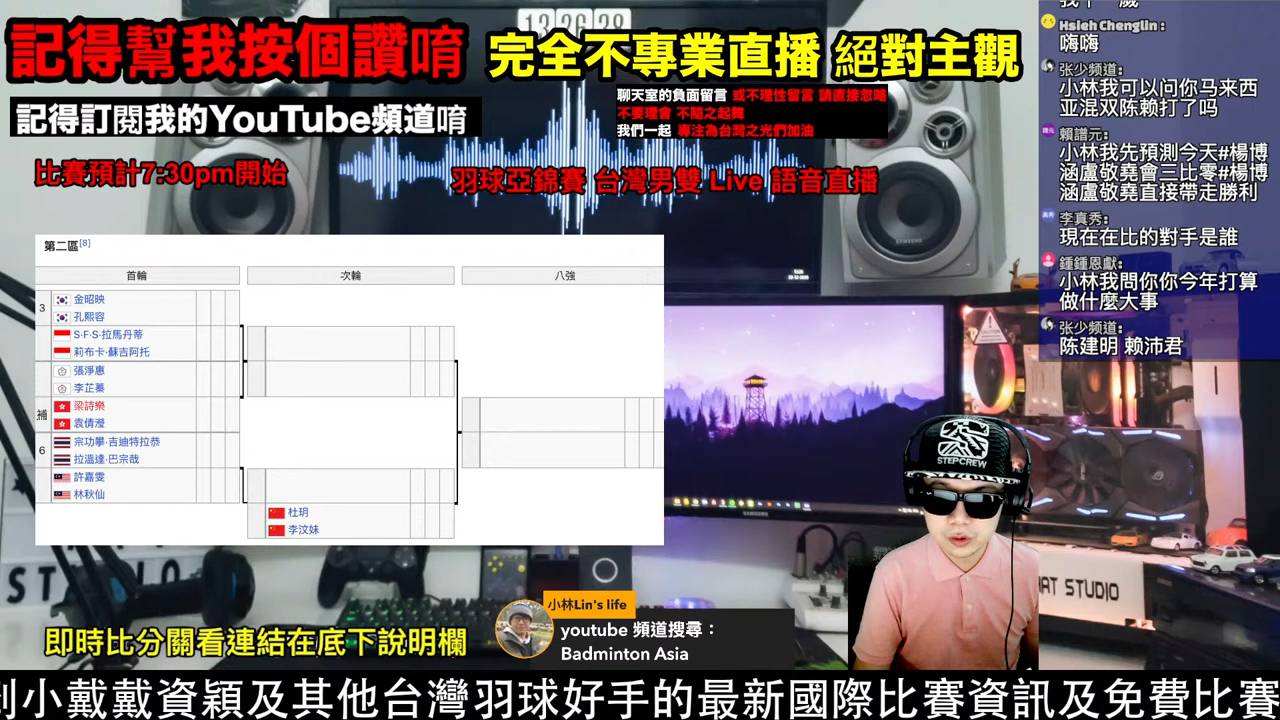 記得幫我按個讚唷
完全不專業直播 絕對主觀
記得訂閱我的YouTube頻道唷
聊天室的負面留言 或不理性留言 請直接忽略
不要理會 不隨之起舞
我們一起 專注為台灣之光們加油
比賽預計7:30pm開始
羽球亞錦賽 台灣男雙 Live 語音直播
第二區[8]
首輪
次輪
八強
3
金昭映
孔熙容
S·F·S·拉馬丹蒂
莉布卡·蘇吉阿托
張淨惠
李芷蓁
補
梁詩樂
袁倩瀅
6
宗功攀·吉迪特拉恭
拉溫達·巴宗哉
許嘉雯
林秋仙
杜玥
李汶妹
Hsieh Chenglin :
嗨嗨
张少频道:
小林我可以问你马来西
亚混双陈赖打了吗
賴譜元:
小林我先預測今天#楊博
涵盧敬堯會三比零#楊博
涵盧敬堯直接帶走勝利
李真秀:
現在在比的對手是誰
鍾鍾恩獻:
小林我問你你今年打算
做什麼大事
张少频道:
陈建明 赖沛君
SAMSUNG
STEPCREW
STUDIO
即時比分關看連結在底下說明欄
小林Lin's life
youtube 頻道搜尋：
Badminton Asia
到小戴戴資穎及其他台灣羽球好手的最新國際比賽資訊及免費比賽